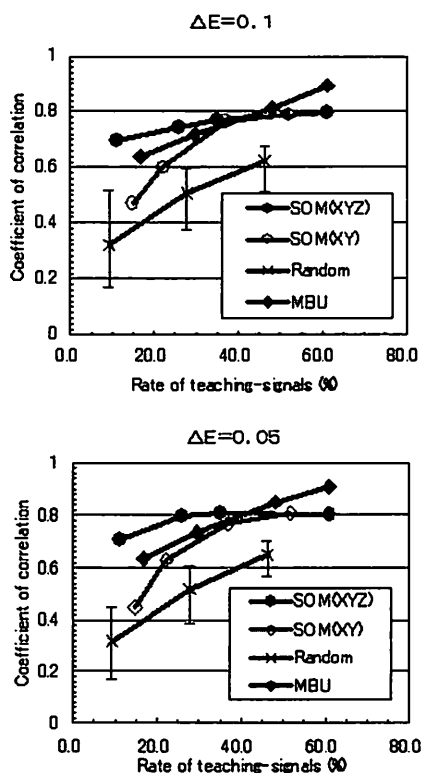 ΔE=0.1
1
0.8
0.6
0.4
0.2
0
Coefficient of correlation
SOM(XYZ)
SOM(XY)
Random
MBU
0.0 20.0 40.0 60.0 80.0
Rate of teaching-signals (%)
ΔE=0.05
1
0.8
0.6
0.4
0.2
0
Coefficient of correlation
SOM(XYZ)
SOM(XY)
Random
MBU
0.0 20.0 40.0 60.0 80.0
Rate of teaching-signals (%)